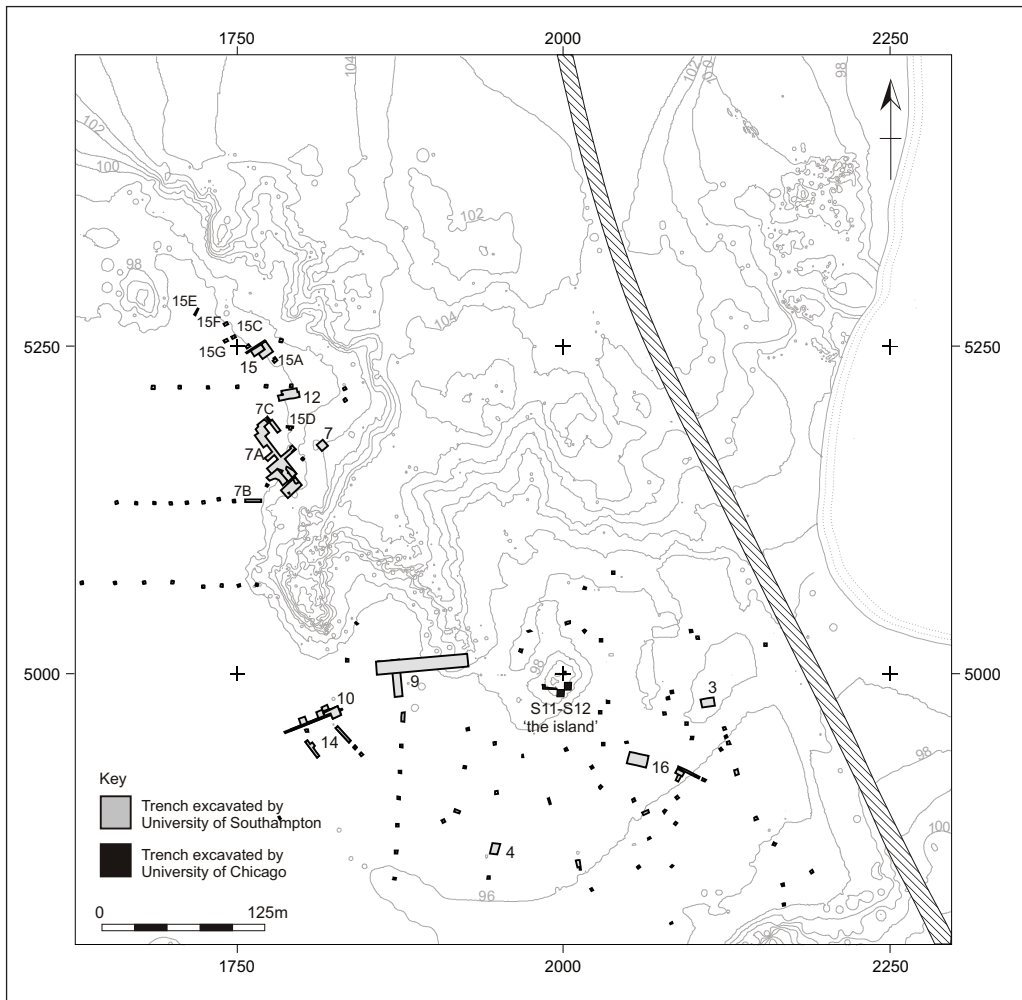 1750 2000 2250
104
102
102
98
102
100
102
98
104
15E
15F 15C
5250 5250
15G
15 15A
12
7C 15D
7
7A
7B
98
5000 5000
9 3
10 S11-S12
'the island'
14
16
98
Key
Trench excavated by
University of Southampton
100
Trench excavated by
University of Chicago
4
96
0 125m
1750 2000 2250